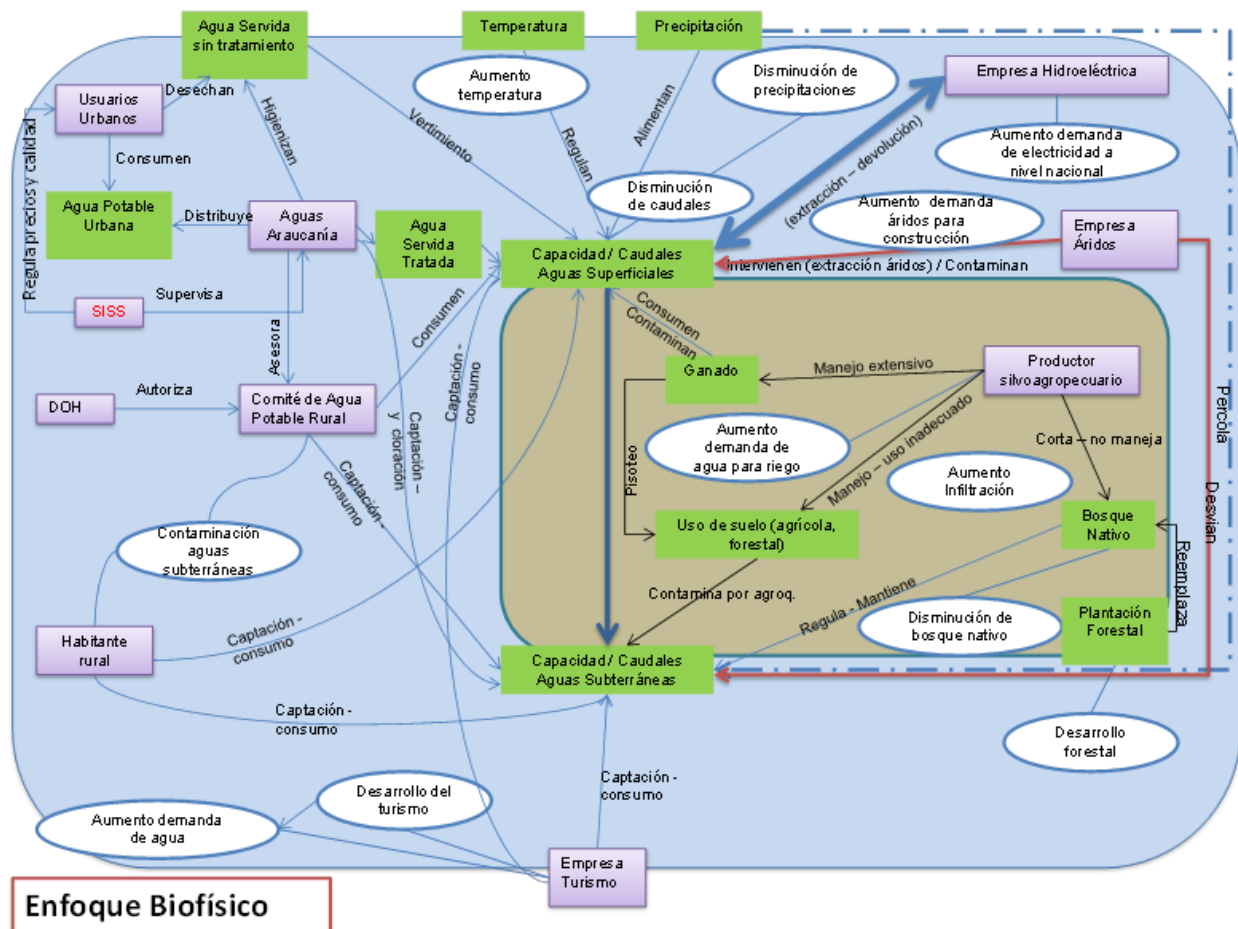 Agua Servida
sin tratamiento
Temperatura
Precipitación
Aumento
temperatura
Disminución de
precipitaciones
Empresa Hidroeléctrica
Usuarios
Urbanos
Desechan
Higienizan
Vertimiento
Regulan
Alimentan
(extracción – devolución)
Aumento demanda
de electricidad a
nivel nacional
Regula precios y calidad
Consumen
Agua Potable
Urbana
Distribuye
Aguas
Araucanía
Agua
Servida
Tratada
Disminución
de caudales
Aumento demanda
áridos para
construcción
Empresa
Áridos
Capacidad / Caudales
Aguas Superficiales
Intervienen (extracción áridos) / Contaminan
SISS
Supervisa
Asesora
Consumen
Consumen
Contaminan
Ganado
Manejo extensivo
Productor
silvoagropecuario
DOH
Autoriza
Comité de Agua
Potable Rural
Captación -
consumo
Captación –
y cloración
Captación -
consumo
Pisoteo
Aumento
demanda de
agua para riego
Manejo – uso inadecuado
Corta – no maneja
Aumento
Infiltración
Percola
Desvian
Contaminación
aguas
subterráneas
Uso de suelo (agrícola,
forestal)
Bosque
Nativo
Reemplaza
Contamina por agroq.
Regula - Mantiene
Disminución de
bosque nativo
Plantación
Forestal
Habitante
rural
Captación -
consumo
Capacidad / Caudales
Aguas Subterráneas
Captación -
consumo
Desarrollo
forestal
Captación -
consumo
Desarrollo del
turismo
Aumento demanda
de agua
Empresa
Turismo
Enfoque Biofísico